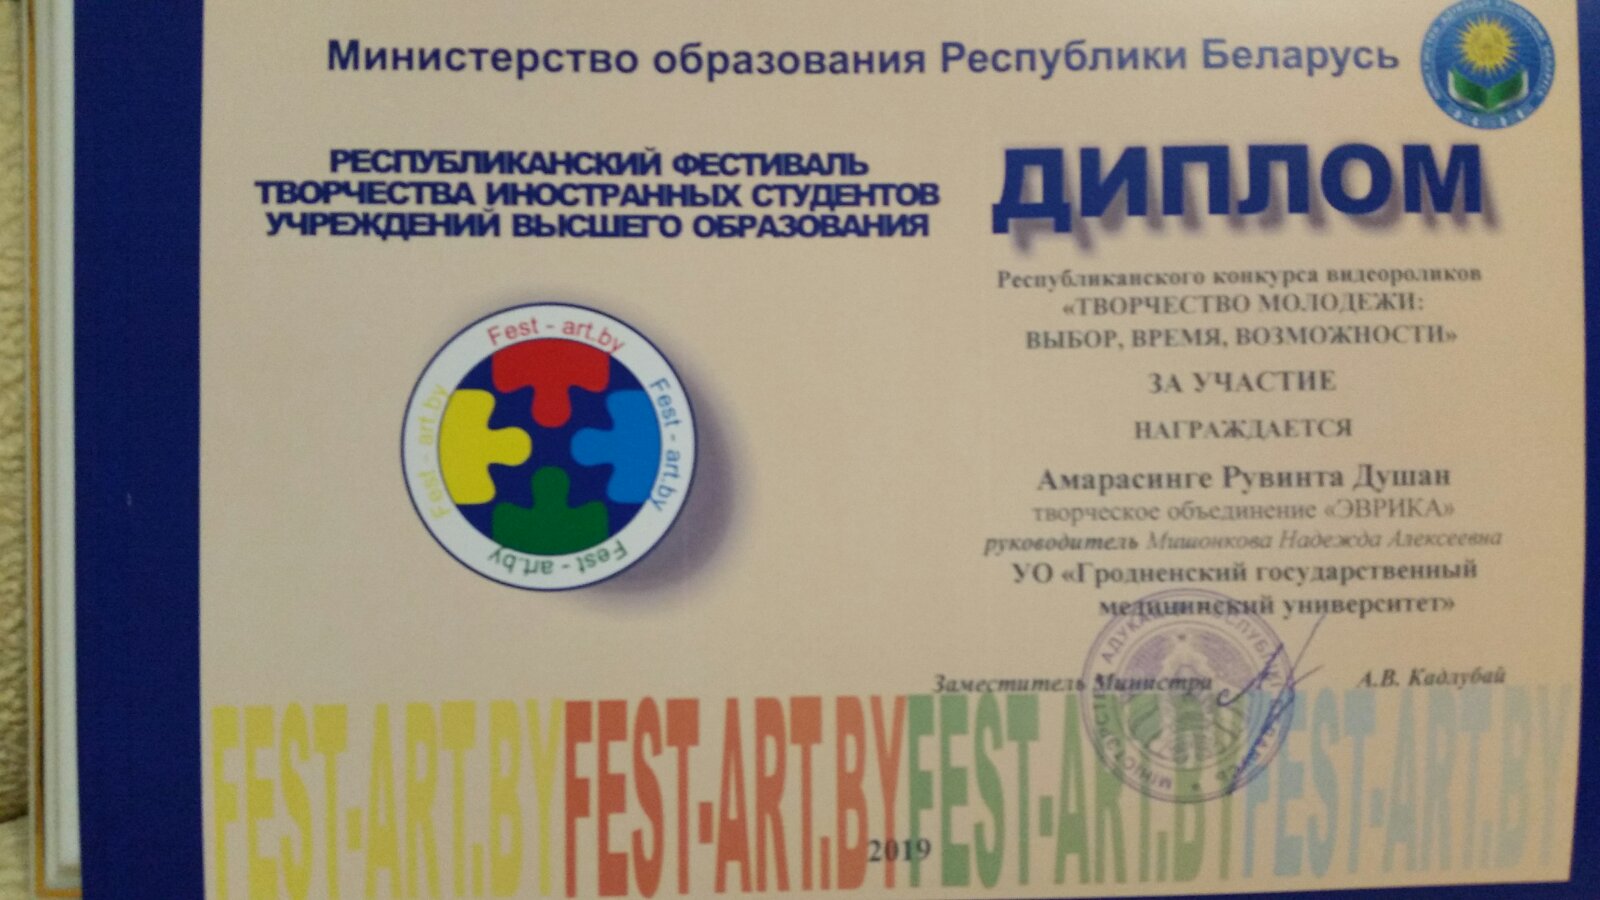 Министерство образования Республики Беларусь
РЕСПУБЛИКАНСКИЙ ФЕСТИВАЛЬ
ТВОРЧЕСТВА ИНОСТРАННЫХ СТУДЕНТОВ
УЧРЕЖДЕНИЙ ВЫСШЕГО ОБРАЗОВАНИЯ
Fest - art.by
Fest - art.by
Fest - art.by
Fest - art.by
ДИПЛОМ
Республиканского конкурса видеороликов
«ТВОРЧЕСТВО МОЛОДЕЖИ:
ВЫБОР, ВРЕМЯ, ВОЗМОЖНОСТИ»
ЗА УЧАСТИЕ
НАГРАЖДАЕТСЯ
Амарасинге Рувинта Душан
творческое объединение «ЭВРИКА»
руководитель Мишонкова Надежда Алексеевна
УО «Гродненский государственный
медицинский университет»
Заместитель Министра А.В. Кадлубай
FEST-ART.BY FEST-ART.BY FEST-ART.BY FEST-ART.BY
2019